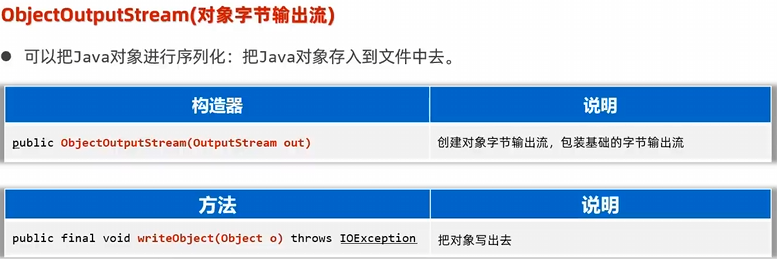 ObjectOutputStream(对象字节输出流)
● 可以把Java对象进行序列化：把Java对象存入到文件中去。
构造器 说明
public ObjectOutputStream(OutputStream out) 创建对象字节输出流，包装基础的字节输出流
方法 说明
public final void writeObject(Object o) throws IOException 把对象写出去